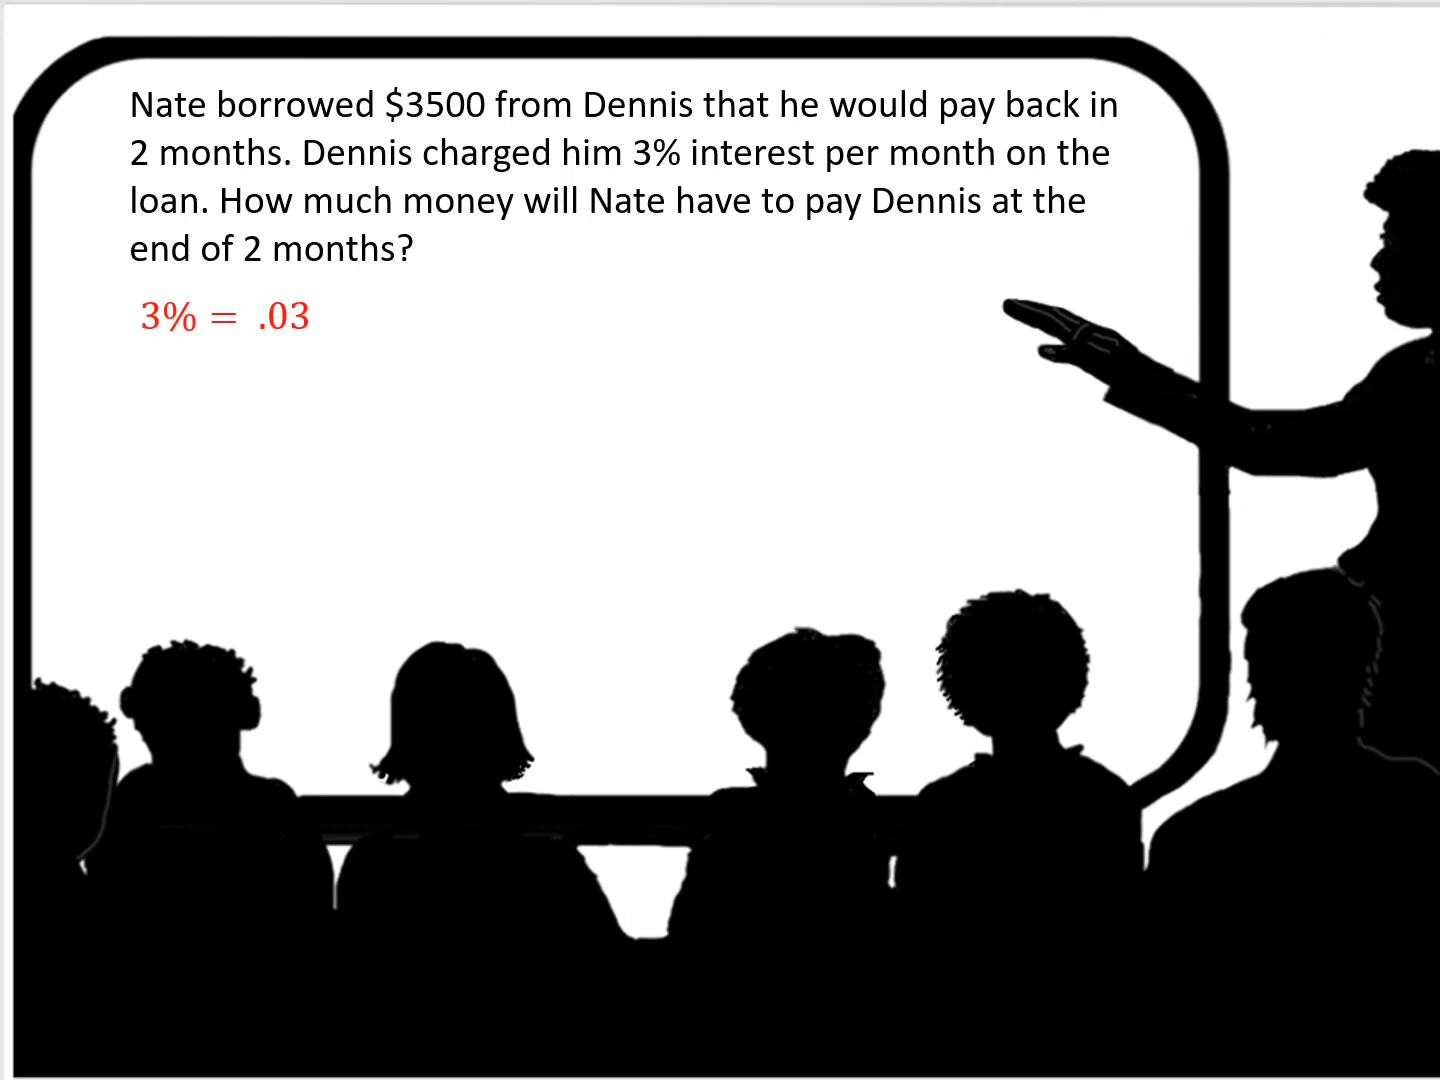 Nate borrowed $3500 from Dennis that he would pay back in
2 months. Dennis charged him 3% interest per month on the
loan. How much money will Nate have to pay Dennis at the
end of 2 months?
3% = .03